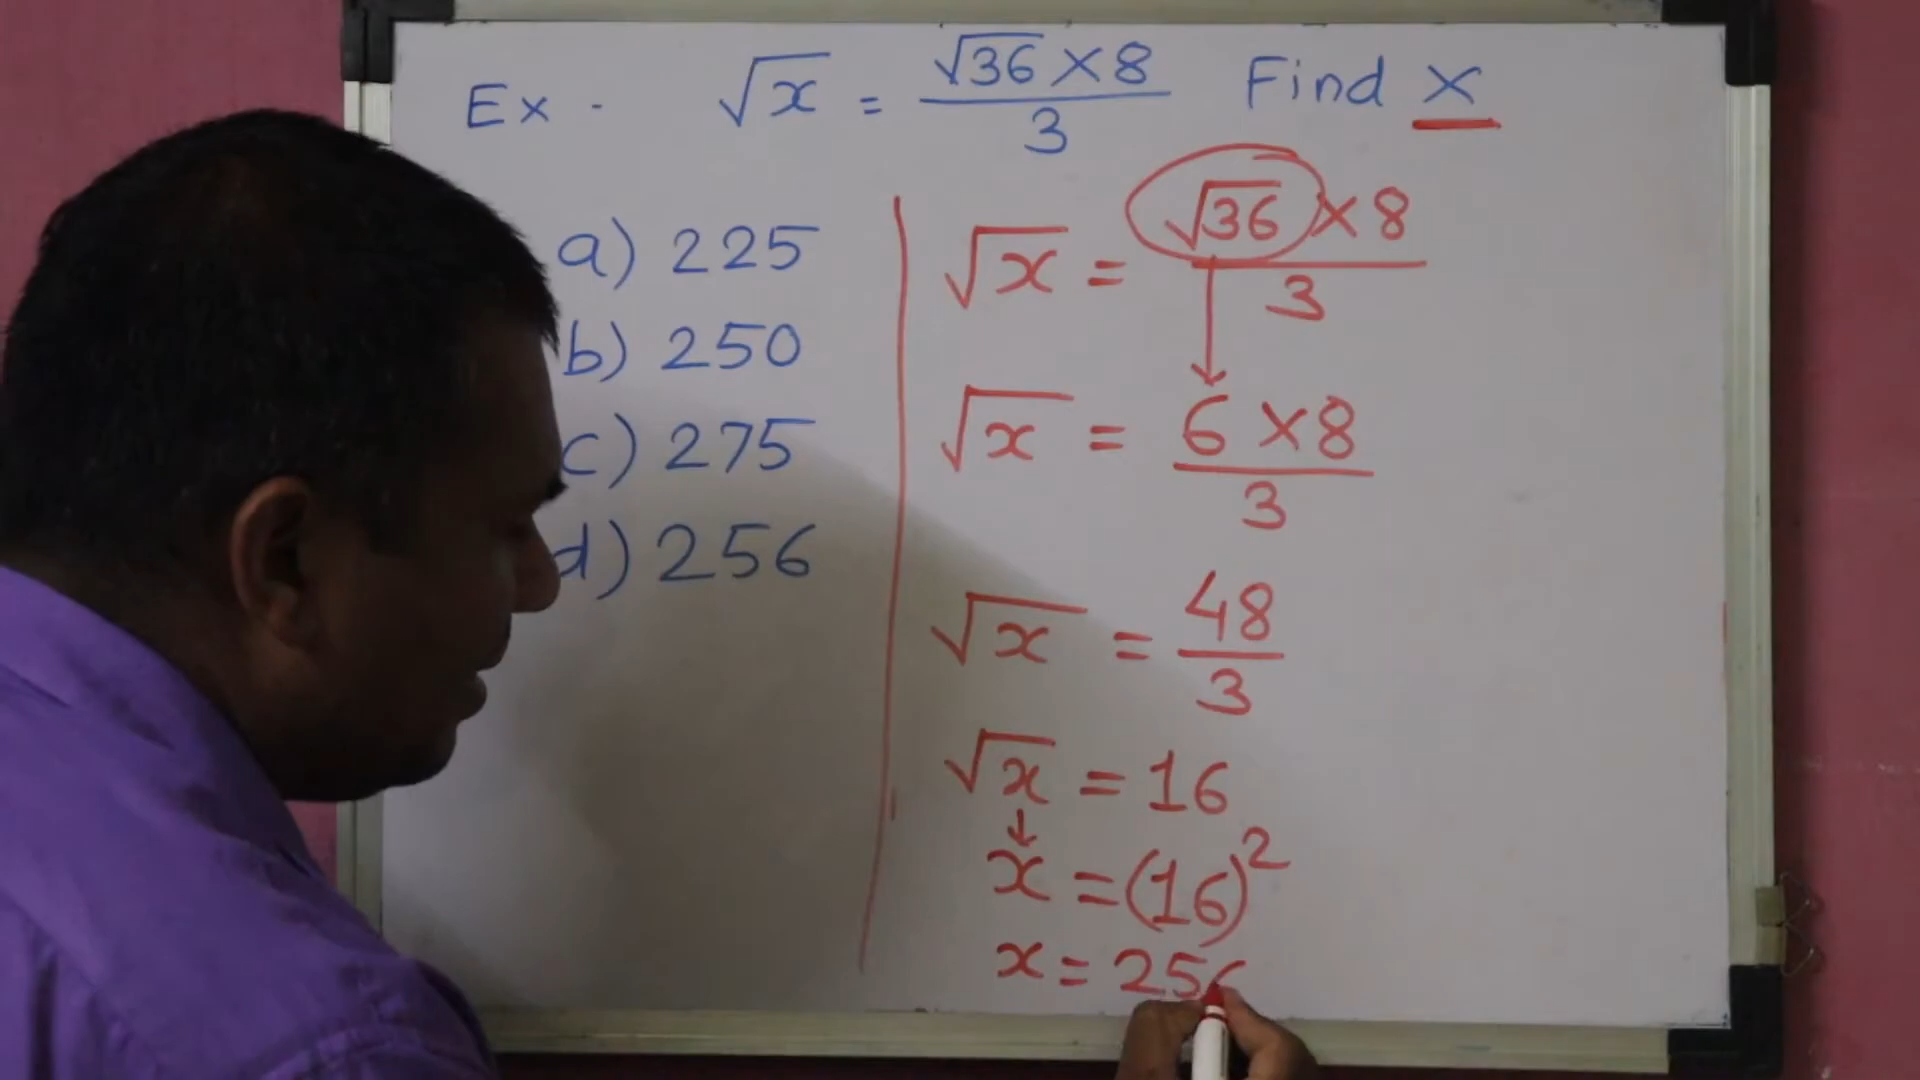 Ex - √x = √36 × 8 / 3 Find x
a) 225
b) 250
c) 275
d) 256
√x = √36 × 8 / 3
√x = 6 × 8 / 3
√x = 48 / 3
√x = 16
x = (16)²
x = 256